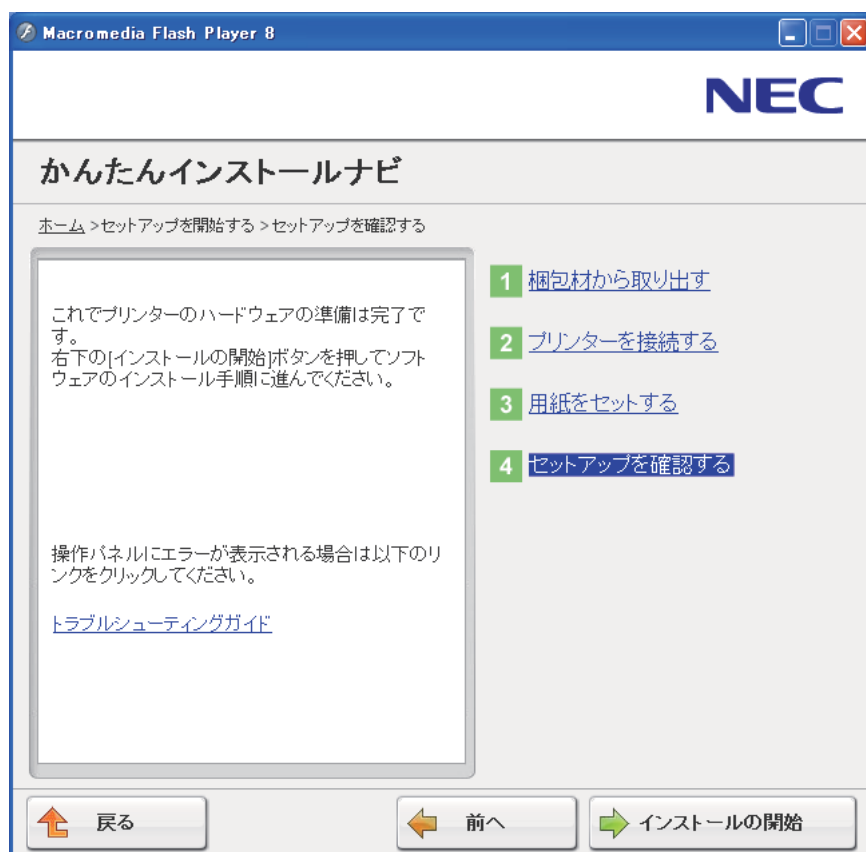 Macromedia Flash Player 8
NEC
かんたんインストールナビ
ホーム >セットアップを開始する >セットアップを確認する
これでプリンターのハードウェアの準備は完了で
す。
右下の[インストールの開始]ボタンを押してソフト
ウェアのインストール手順に進んでください。
操作パネルにエラーが表示される場合は以下のリ
ンクをクリックしてください。
トラブルシューティングガイド
1 梱包材から取り出す
2 プリンターを接続する
3 用紙をセットする
4 セットアップを確認する
戻る
前へ
インストールの開始